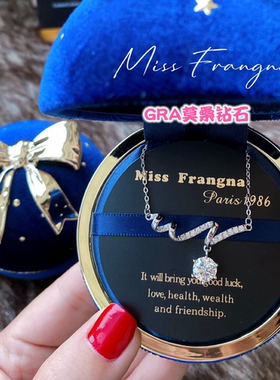 Miss Frangna
GRA莫桑钻石
Miss Frangna
Paris 1986
It will bring you good luck,
love, health, wealth
and friendship.